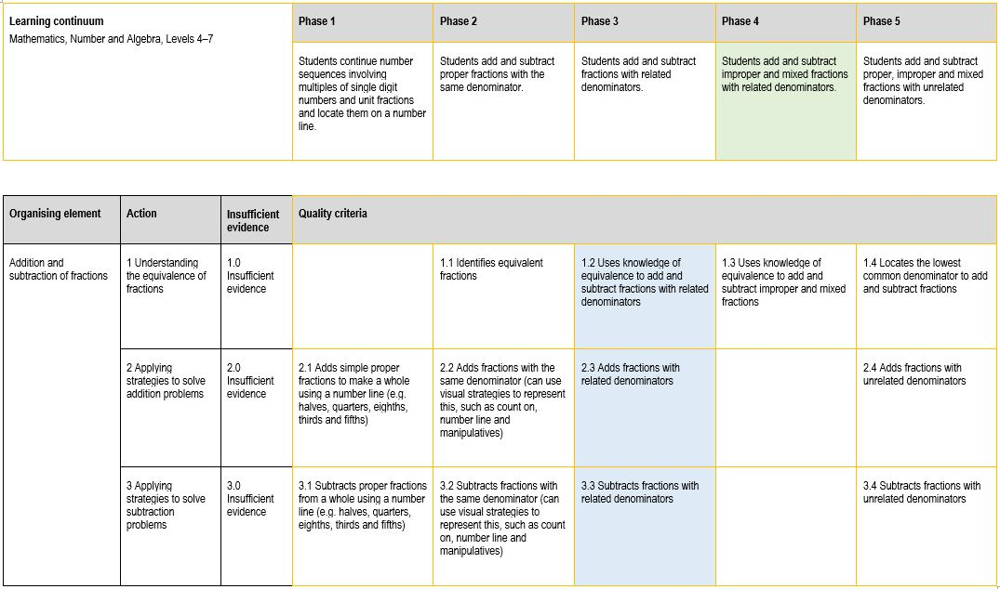 Learning continuum
Mathematics, Number and Algebra, Levels 4–7
Phase 1
Phase 2
Phase 3
Phase 4
Phase 5
Students continue number
sequences involving
multiples of single digit
numbers and unit fractions
and locate them on a number
line.
Students add and subtract
proper fractions with the
same denominator.
Students add and subtract
fractions with related
denominators.
Students add and subtract
improper and mixed fractions
with related denominators.
Students add and subtract
proper, improper and mixed
fractions with unrelated
denominators.
Organising element
Action
Insufficient
evidence
Quality criteria
Addition and
subtraction of fractions
1 Understanding
the equivalence of
fractions
1.0
Insufficient
evidence
1.1 Identifies equivalent
fractions
1.2 Uses knowledge of
equivalence to add and
subtract fractions with related
denominators
1.3 Uses knowledge of
equivalence to add and
subtract improper and mixed
fractions
1.4 Locates the lowest
common denominator to add
and subtract fractions
2 Applying
strategies to solve
addition problems
2.0
Insufficient
evidence
2.1 Adds simple proper
fractions to make a whole
using a number line (e.g.
halves, quarters, eighths,
thirds and fifths)
2.2 Adds fractions with the
same denominator (can use
visual strategies to represent
this, such as count on,
number line and
manipulatives)
2.3 Adds fractions with
related denominators
2.4 Adds fractions with
unrelated denominators
3 Applying
strategies to solve
subtraction
problems
3.0
Insufficient
evidence
3.1 Subtracts proper fractions
from a whole using a number
line (e.g. halves, quarters,
eighths, thirds and fifths)
3.2 Subtracts fractions with
the same denominator (can
use visual strategies to
represent this, such as count
on, number line and
manipulatives)
3.3 Subtracts fractions with
related denominators
3.4 Subtracts fractions with
unrelated denominators